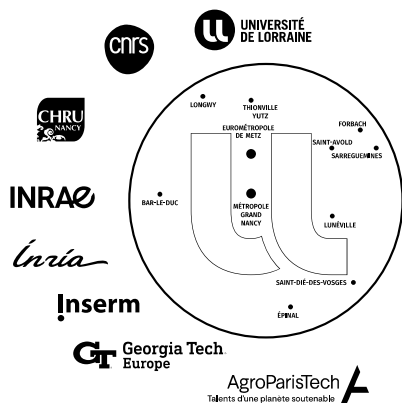 UNIVERSITÉ
DE LORRAINE
cnrs
CHRU
NANCY
INRAE
Inria
Inserm
GT Georgia Tech
Europe
AgroParisTech
Talents d'une planète soutenable
LONGWY
THIONVILLE
YUTZ
EUROMÉTROPOLE
DE METZ
FORBACH
SAINT-AVOLD
SARREGUEMINES
BAR-LE-DUC
MÉTROPOLE
GRAND
NANCY
LUNÉVILLE
SAINT-DIÉ-DES-VOSGES
ÉPINAL